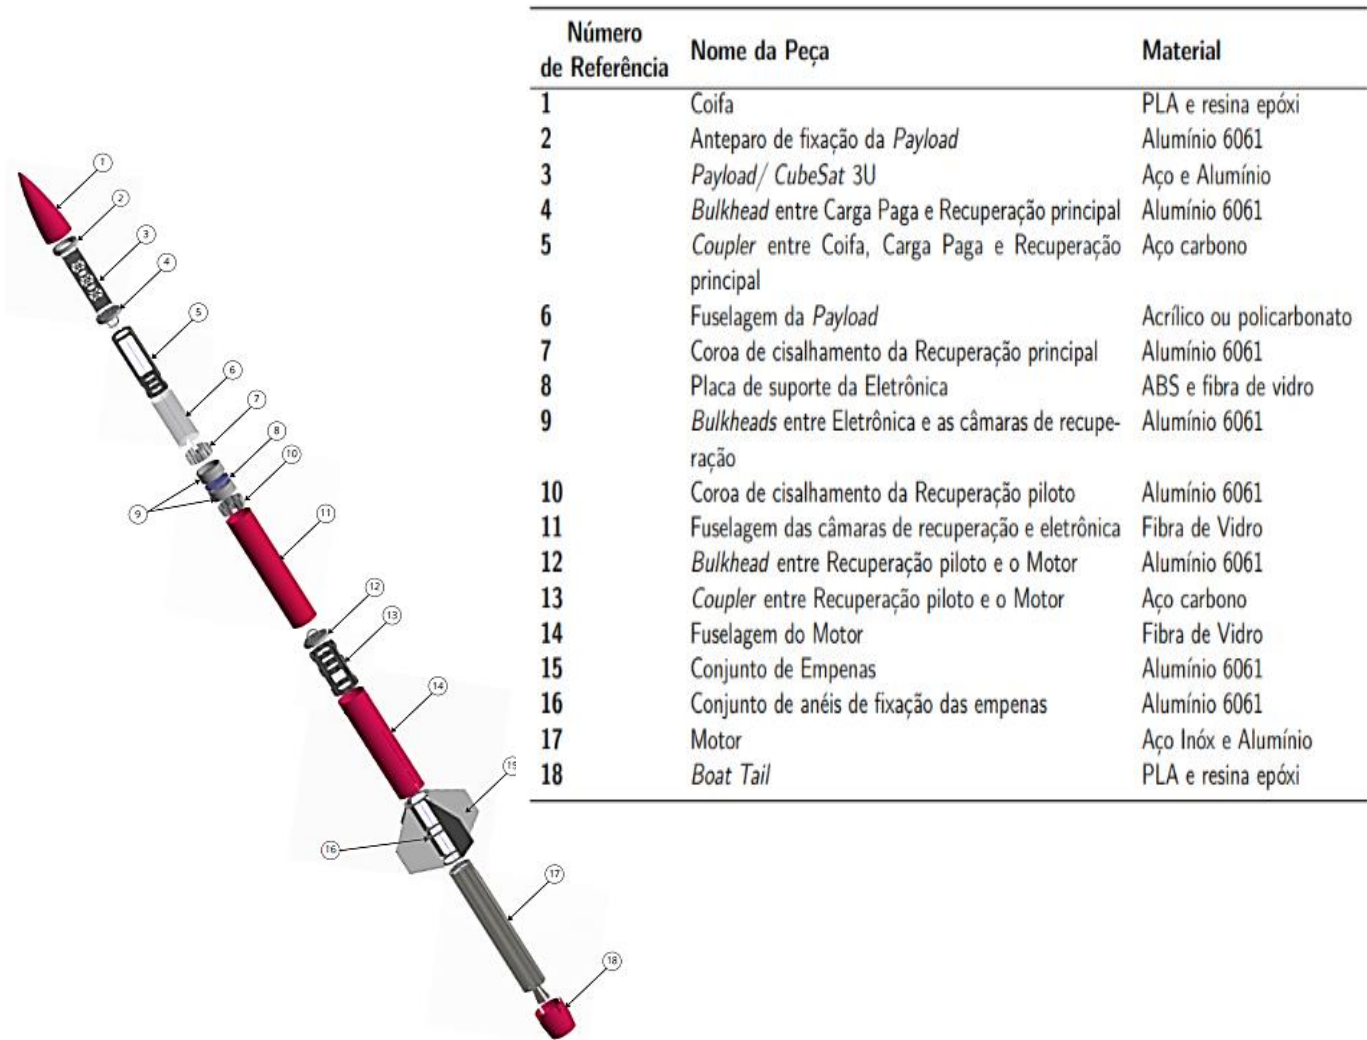 Número
de Referência Nome da Peça Material
1 Coifa PLA e resina epóxi
2 Anteparo de fixação da Payload Alumínio 6061
3 Payload/ CubeSat 3U Aço e Alumínio
4 Bulkhead entre Carga Paga e Recuperação principal Alumínio 6061
5 Coupler entre Coifa, Carga Paga e Recuperação Aço carbono
principal
6 Fuselagem da Payload Acrílico ou policarbonato
7 Coroa de cisalhamento da Recuperação principal Alumínio 6061
8 Placa de suporte da Eletrônica ABS e fibra de vidro
9 Bulkheads entre Eletrônica e as câmaras de recupe- Alumínio 6061
ração
10 Coroa de cisalhamento da Recuperação piloto Alumínio 6061
11 Fuselagem das câmaras de recuperação e eletrônica Fibra de Vidro
12 Bulkhead entre Recuperação piloto e o Motor Alumínio 6061
13 Coupler entre Recuperação piloto e o Motor Aço carbono
14 Fuselagem do Motor Fibra de Vidro
15 Conjunto de Empenas Alumínio 6061
16 Conjunto de anéis de fixação das empenas Alumínio 6061
17 Motor Aço Inóx e Alumínio
18 Boat Tail PLA e resina epóxi
1
2
3
4
5
6
7
8
10
9
11
12
13
14
15
16
17
18